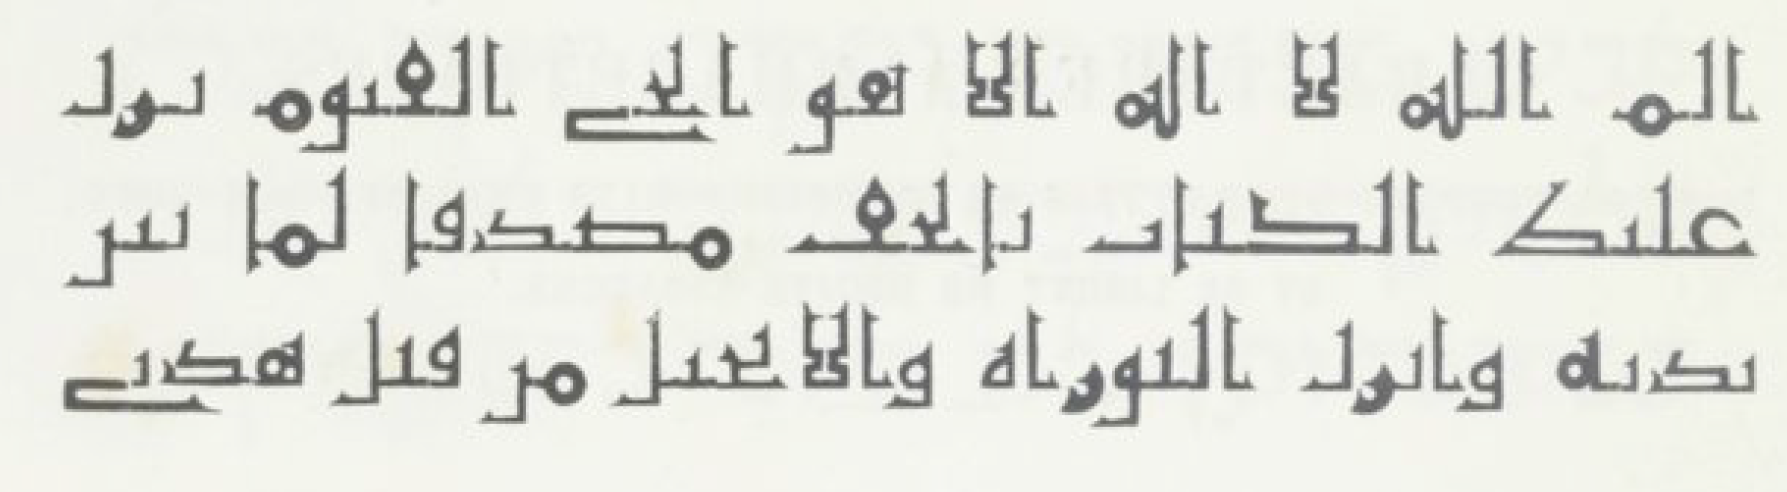 الم الله لا اله الا هو الحي القيوم نزل
عليك الكتاب بالحق مصدقا لما بين
يديه وانزل التوراة والانجيل من قبل هدى